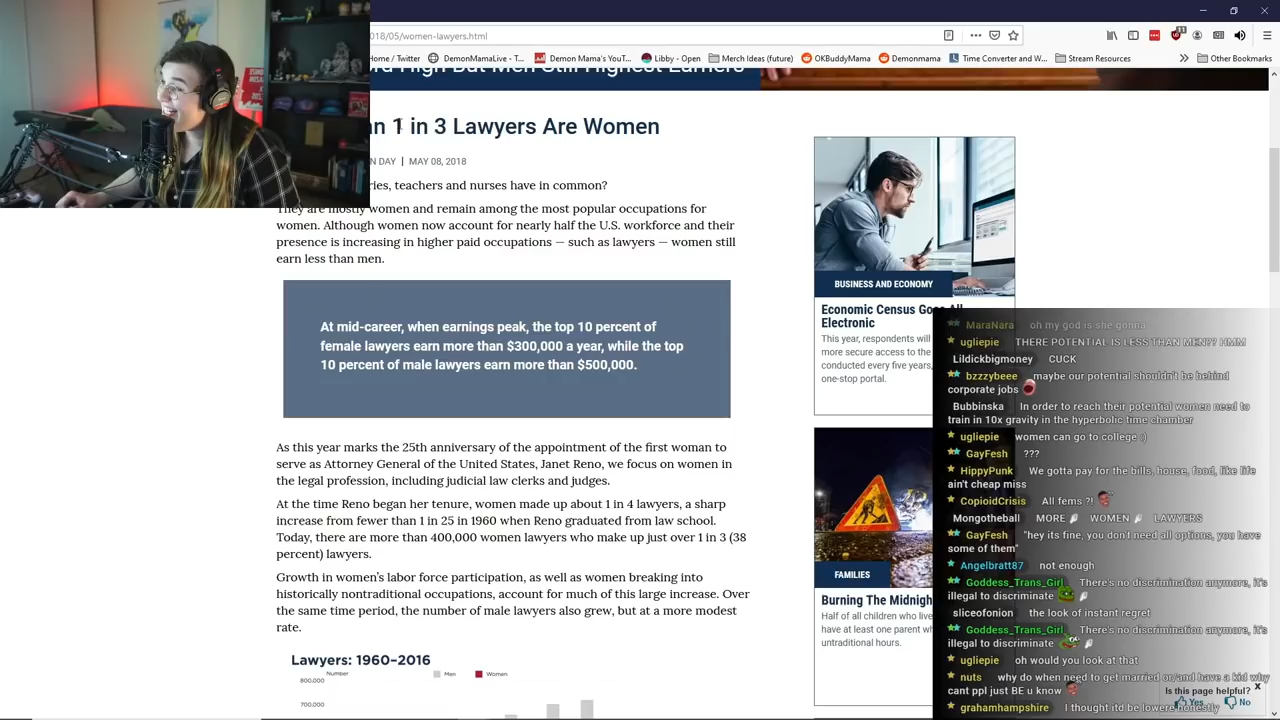 018/05/women-lawyers.html
Home / Twitter
DemonMamaLive - T...
Demon Mama's YouT...
Libby - Open
Merch Ideas (future)
OKBuddyMama
Demonmama
Time Converter and W...
Stream Resources
Other Bookmarks
High But Men Still Highest Earners
an 1 in 3 Lawyers Are Women
N DAY | MAY 08, 2018
ries, teachers and nurses have in common?
They are mostly women and remain among the most popular occupations for
women. Although women now account for nearly half the U.S. workforce and their
presence is increasing in higher paid occupations — such as lawyers — women still
earn less than men.
At mid-career, when earnings peak, the top 10 percent of
female lawyers earn more than $300,000 a year, while the top
10 percent of male lawyers earn more than $500,000.
As this year marks the 25th anniversary of the appointment of the first woman to
serve as Attorney General of the United States, Janet Reno, we focus on women in
the legal profession, including judicial law clerks and judges.
At the time Reno began her tenure, women made up about 1 in 4 lawyers, a sharp
increase from fewer than 1 in 25 in 1960 when Reno graduated from law school.
Today, there are more than 400,000 women lawyers who make up just over 1 in 3 (38
percent) lawyers.
Growth in women's labor force participation, as well as women breaking into
historically nontraditional occupations, account for much of this large increase. Over
the same time period, the number of male lawyers also grew, but at a more modest
rate.
Lawyers: 1960–2016
Number
Men
Women
800,000
700,000
BUSINESS AND ECONOMY
Economic Census Goes All
Electronic
This year, respondents will
more secure access to the
conducted every five years,
one-stop portal.
FAMILIES
Burning The Midnigh
Half of all children who live
have at least one parent wh
untraditional hours.
MaraNara oh my god is she gonna
ugliepie THERE POTENTIAL IS LESS THAN MEN?? HMM
Lildickbigmoney CUCK
bzzzybeee maybe our potential shouldn't be behind
corporate jobs
Bubbinska In order to reach their potential women need to
train in 10x gravity in the hyperbolic time chamber
ugliepie women can go to college :)
GayFesh ???
HippyPunk We gotta pay for the bills, house, food, like life
ain't cheap miss
CopioidCrisis All fems ?!
Mongotheball MORE WOMEN LAWYERS
GayFesh "hey its fine, you don't need all options, you have
some of them"
Angelbratt87 not enough
Goddess_Trans_Girl There's no discrimination anymore, it's
illegal to discriminate
sliceofonion the look of instant regret
Goddess_Trans_Girl There's no discrimination anymore, it's
illegal to discriminate
ugliepie oh would you look at that
nuts why do when need to get married or/and have a kid why
cant ppl just BE u know
grahamhampshire I thought itd be lowere honestly
Is this page helpful? X
Yes No